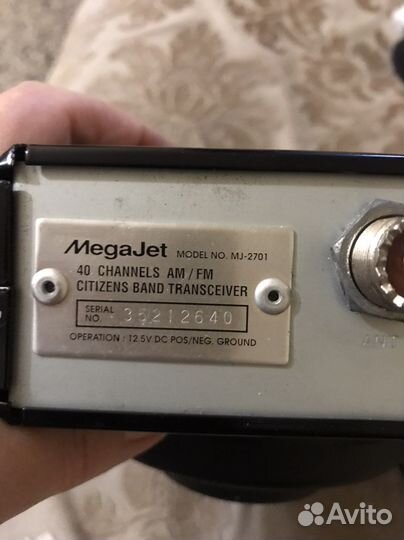 MegaJet MODEL NO. MJ-2701
40 CHANNELS AM/FM
CITIZENS BAND TRANSCEIVER
SERIAL NO. 35212640
OPERATION : 12.5V DC POS/NEG. GROUND
ANT
Avito